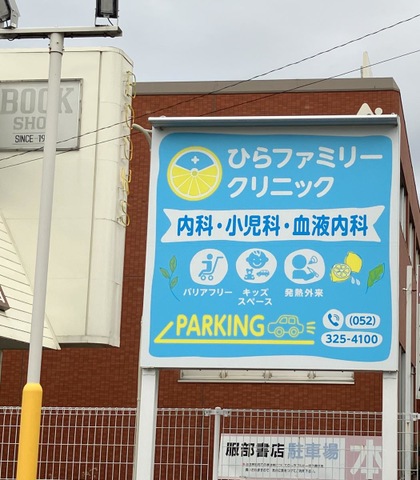 BOOK
SHO
SINCE 19
ひらファミリー
クリニック
内科・小児科・血液内科
バリアフリー
キッズ
スペース
発熱外来
PARKING
(052)
325-4100
服部書店 駐車場
本